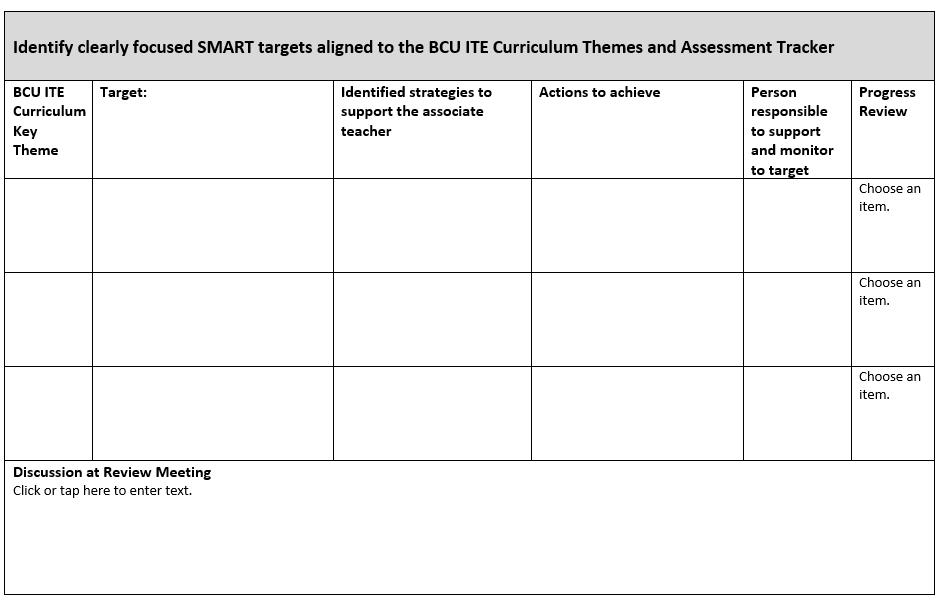 Identify clearly focused SMART targets aligned to the BCU ITE Curriculum Themes and Assessment Tracker
BCU ITE
Curriculum
Key
Theme
Target:
Identified strategies to
support the associate
teacher
Actions to achieve
Person
responsible
to support
and monitor
to target
Progress
Review
Choose an
item.
Choose an
item.
Choose an
item.
Discussion at Review Meeting
Click or tap here to enter text.